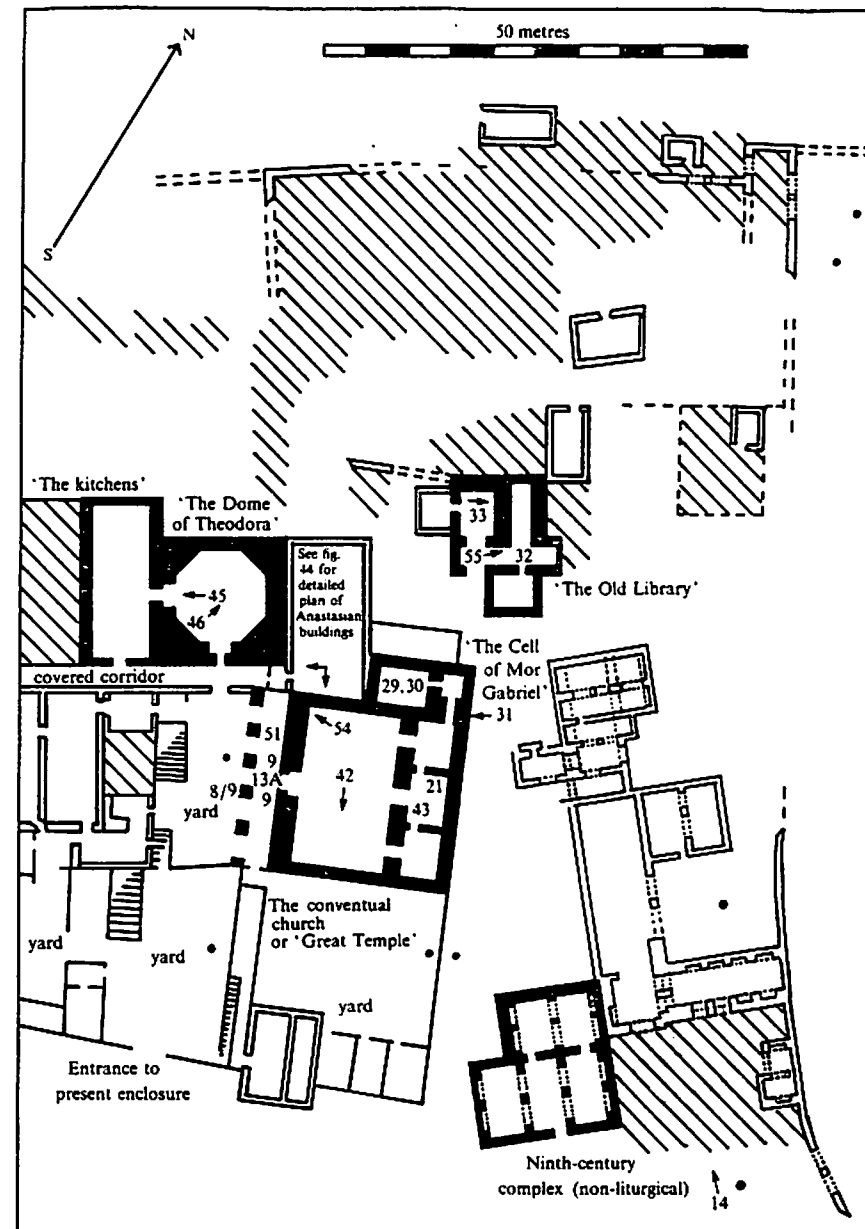 N
50 metres
S
'The kitchens'
'The Dome
of Theodora'
See fig.
44 for
detailed
plan of
Anastasian
buildings
33
55
32
'The Old Library'
45
46
covered corridor
'The Cell
of Mor
Gabriel'
29,30
31
51
54
9
13A
8/9
9
42
21
43
yard
The conventual
church
or 'Great Temple'
yard
yard
yard
Entrance to
present enclosure
Ninth-century
complex (non-liturgical)
14